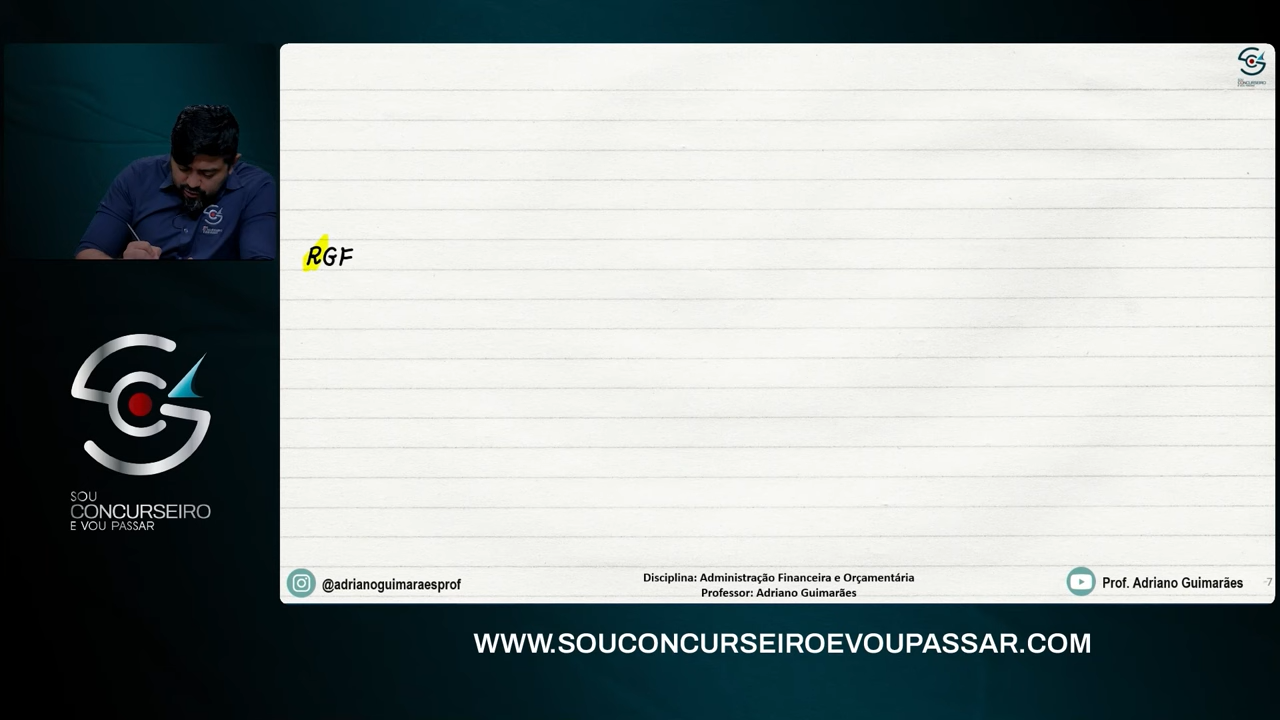 RGF
SOU
CONCURSEIRO
E VOU PASSAR
@adrianoguimaraesprof
Disciplina: Administração Financeira e Orçamentária
Professor: Adriano Guimarães
Prof. Adriano Guimarães
WWW.SOUCONCURSEIROEVOUPASSAR.COM